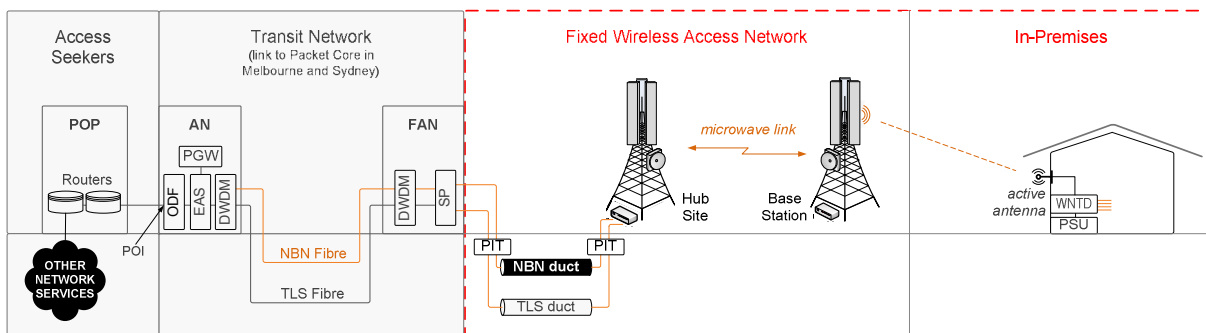 Access
Seekers
Transit Network
(link to Packet Core in
Melbourne and Sydney)
Fixed Wireless Access Network
In-Premises
POP
AN
FAN
PGW
Routers
ODF
EAS
DWDM
DWDM
SP
POI
OTHER
NETWORK
SERVICES
NBN Fibre
TLS Fibre
PIT
PIT
NBN duct
TLS duct
microwave link
Hub
Site
Base
Station
active
antenna
WNTD
PSU